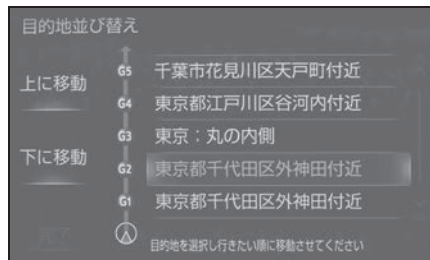 目的地並び替え
上に移動
下に移動
G5 千葉市花見川区天戸町付近
G4 東京都江戸川区谷河内付近
G3 東京：丸の内側
G2 東京都千代田区外神田付近
G1 東京都千代田区外神田付近
完了
目的地を選択し行きたい順に移動させてください